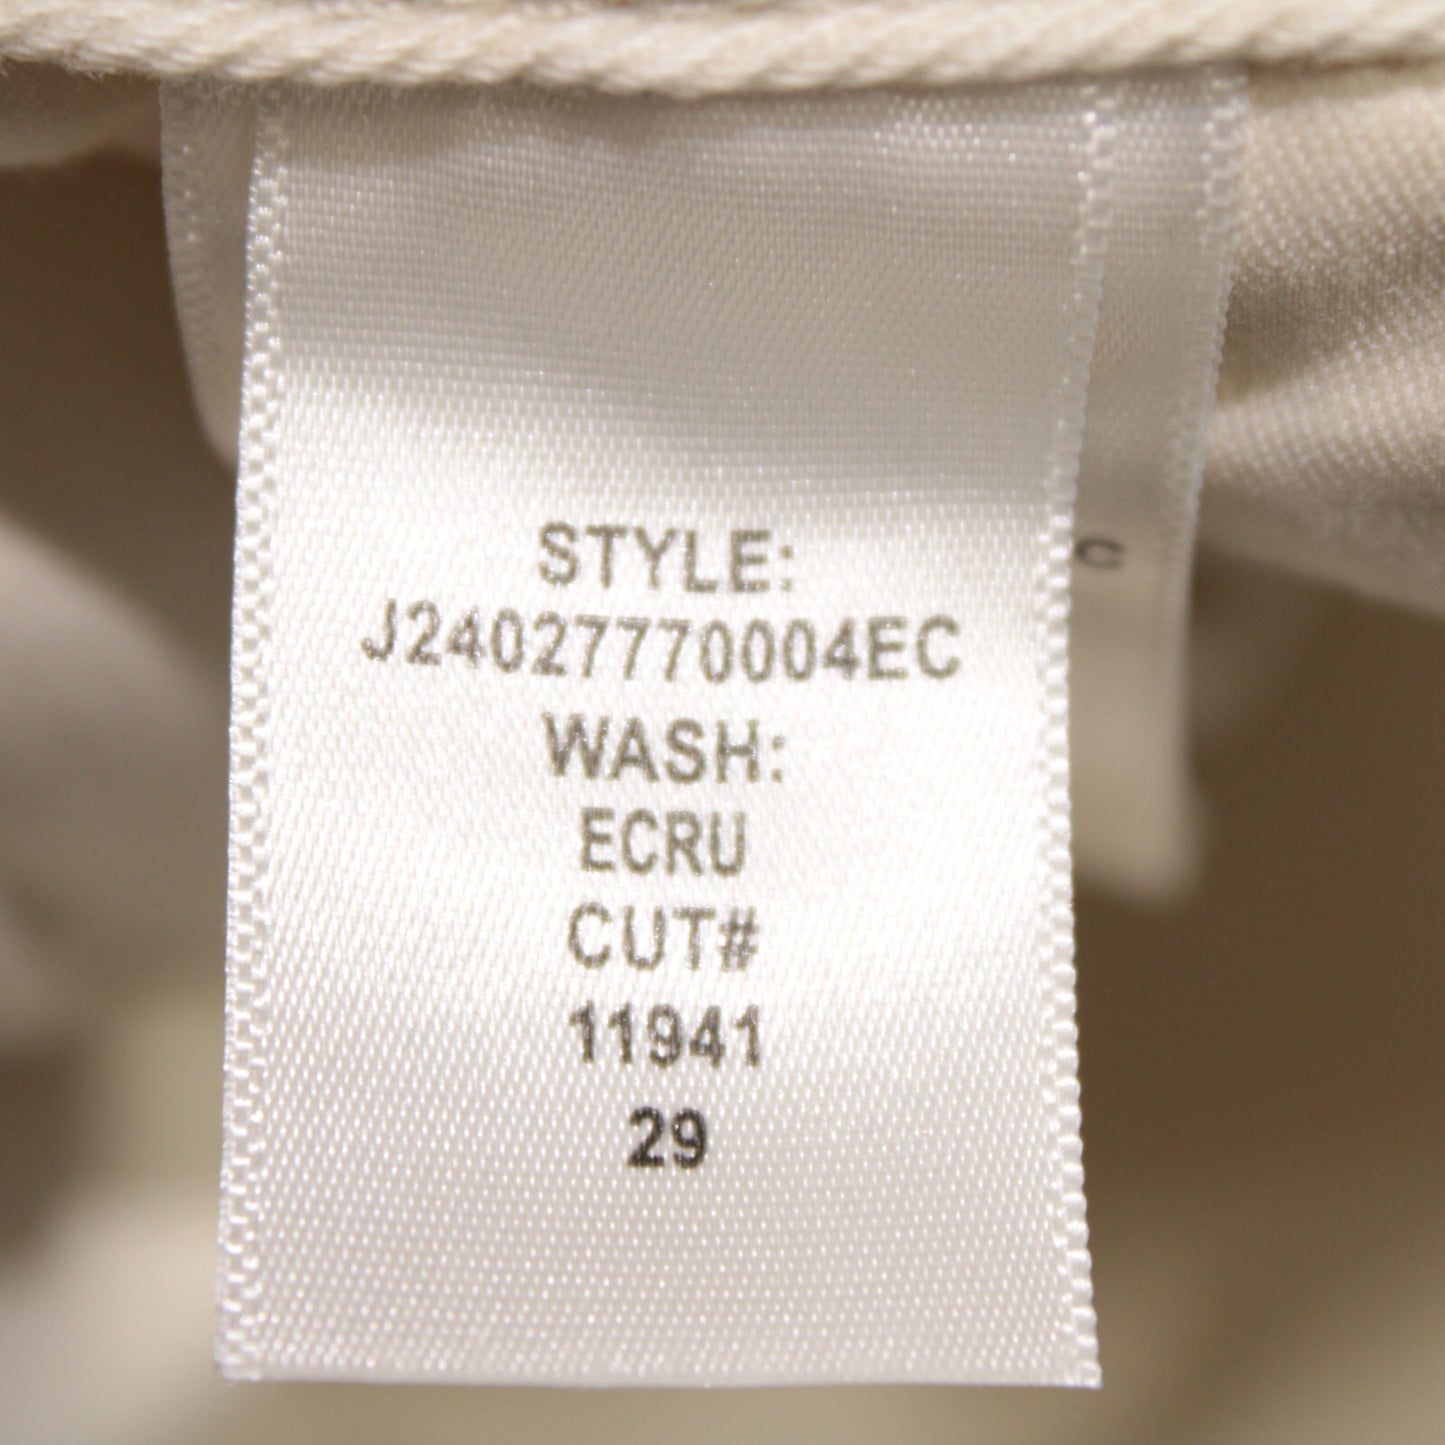 STYLE:
J24027770004EC
WASH:
ECRU
CUT#
11941
29
C